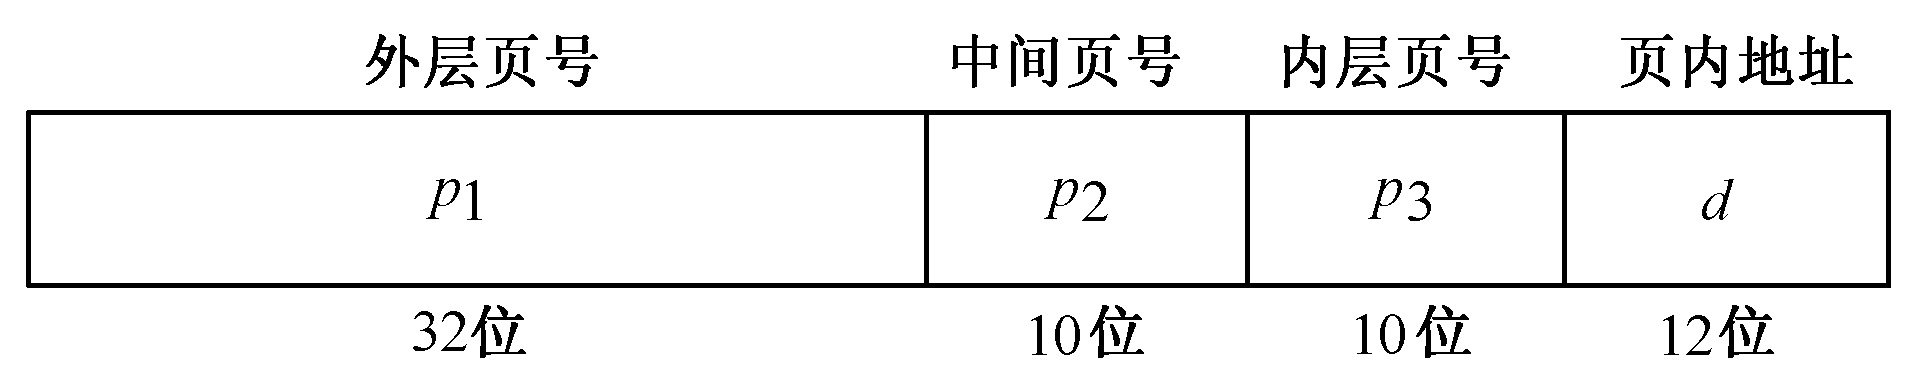 外层页号 中间页号 内层页号 页内地址
p1 p2 p3 d
32位 10位 10位 12位